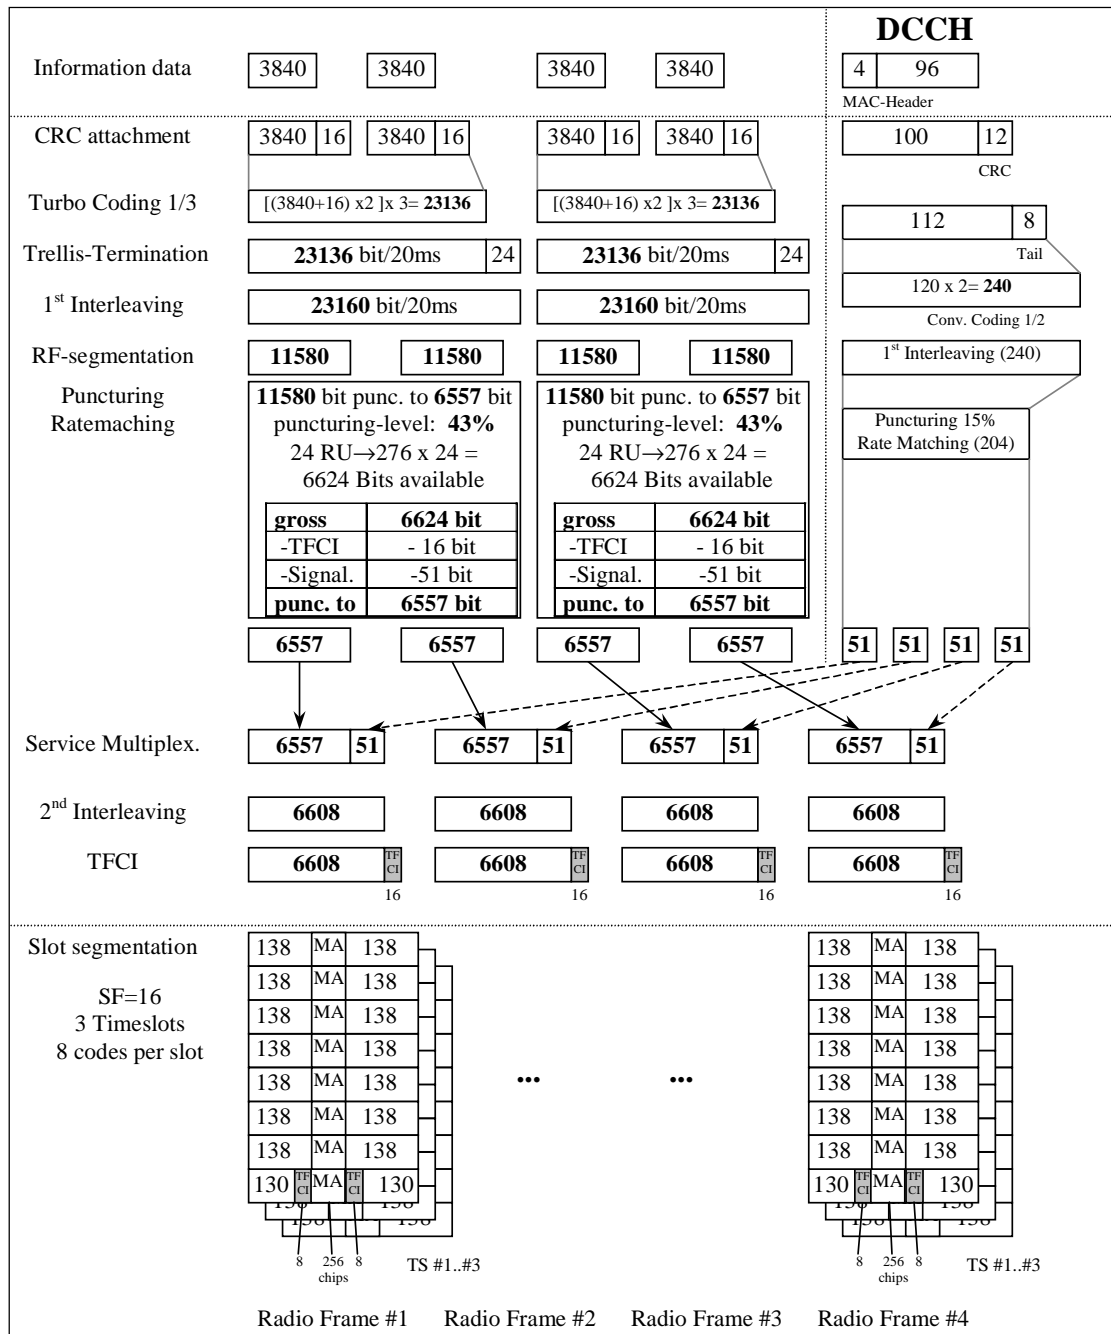 DCCH
Information data 3840 3840 3840 3840 4 96
MAC-Header
CRC attachment 3840 16 3840 16 3840 16 3840 16 100 12
CRC
Turbo Coding 1/3 [(3840+16) x2 ]x 3= 23136 [(3840+16) x2 ]x 3= 23136
112 8
Trellis-Termination 23136 bit/20ms 24 23136 bit/20ms 24
Tail
120 x 2= 240
1st Interleaving 23160 bit/20ms 23160 bit/20ms
Conv. Coding 1/2
RF-segmentation 11580 11580 11580 11580 1st Interleaving (240)
Puncturing 11580 bit punc. to 6557 bit 11580 bit punc. to 6557 bit
Ratemaching puncturing-level: 43% puncturing-level: 43% Puncturing 15%
24 RU→276 x 24 = 24 RU→276 x 24 = Rate Matching (204)
6624 Bits available 6624 Bits available
gross 6624 bit gross 6624 bit
-TFCI - 16 bit -TFCI - 16 bit
-Signal. -51 bit -Signal. -51 bit
punc. to 6557 bit punc. to 6557 bit
6557 6557 6557 6557 51 51 51 51
Service Multiplex. 6557 51 6557 51 6557 51 6557 51
2nd Interleaving 6608 6608 6608 6608
TFCI 6608 TF CI 6608 TF CI 6608 TF CI 6608 TF CI
16 16 16 16
Slot segmentation 138 MA 138 138 MA 138
138 MA 138 138 MA 138
SF=16 138 MA 138 138 MA 138
3 Timeslots
8 codes per slot 138 MA 138 138 MA 138
138 MA 138 ... ... 138 MA 138
138 MA 138 138 MA 138
138 MA 138 138 MA 138
130 TF CI MA TF CI 130 130 TF CI MA TF CI 130
138 138 138 138
138 138 138 138
8 256 chips 8 TS #1..#3 8 256 chips 8 TS #1..#3
Radio Frame #1 Radio Frame #2 Radio Frame #3 Radio Frame #4